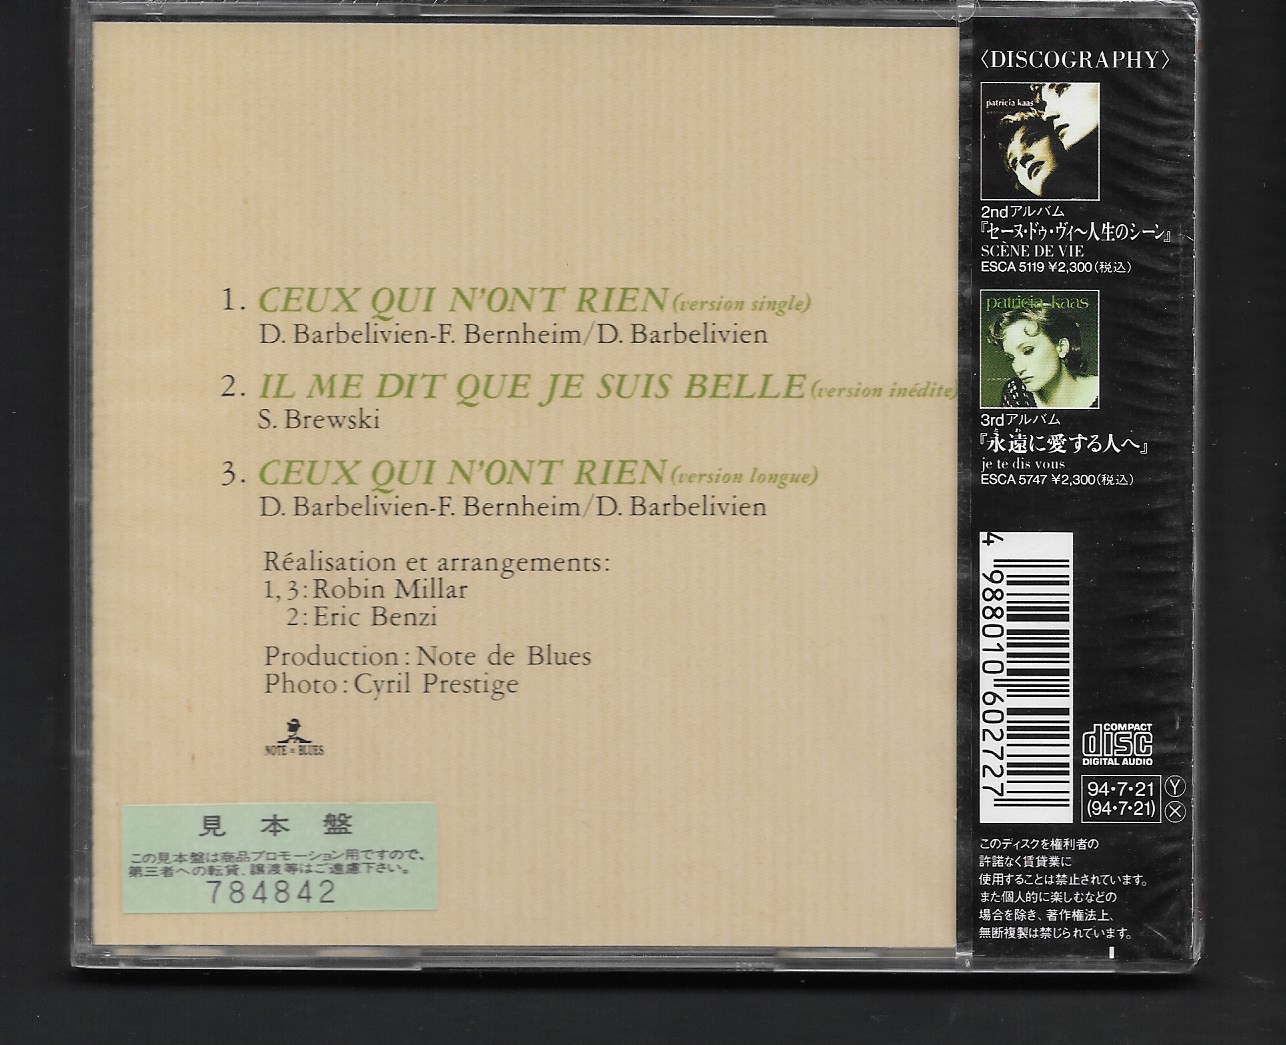 1. CEUX QUI N'ONT RIEN (version single)
D. Barbelivien-F. Bernheim/D. Barbelivien
2. IL ME DIT QUE JE SUIS BELLE (version inédite)
S. Brewski
3. CEUX QUI N'ONT RIEN (version longue)
D. Barbelivien-F. Bernheim/D. Barbelivien
Réalisation et arrangements:
1, 3: Robin Millar
2: Eric Benzi
Production: Note de Blues
Photo: Cyril Prestige
NOTE DE BLUES
見本盤
この見本盤は商品プロモーション用ですので、
第三者への転貸、譲渡等はご遠慮下さい。
784842
〈DISCOGRAPHY〉
patricia kaas
2ndアルバム
『セーヌ・ドゥ・ヴィ〜人生のシーン』
SCÈNE DE VIE
ESCA 5119 ¥2,300(税込)
patricia kaas
3rdアルバム
『永遠に愛する人へ』
je te dis vous
ESCA 5747 ¥2,300(税込)
4 988010 602727
COMPACT
disc
DIGITAL AUDIO
94・7・21 Y
(94・7・21) X
このディスクを権利者の
許諾なく賃貸業に
使用することは禁止されています。
また個人的に楽しむなどの
場合を除き、著作権法上、
無断複製は禁じられています。